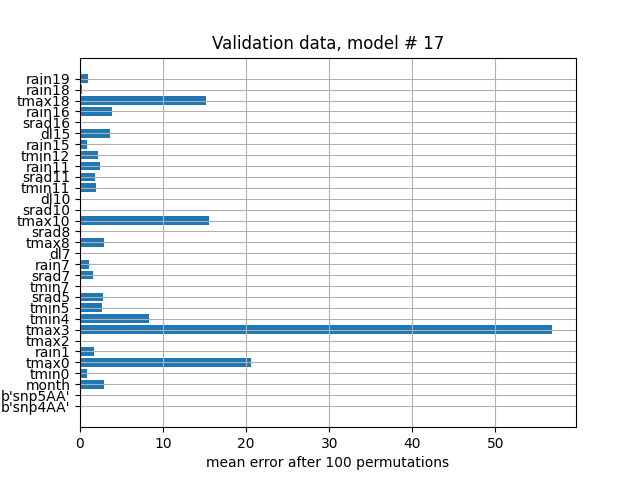 Validation data, model # 17
rain19
rain18
tmax18
rain16
srad16
dl15
rain15
tmin12
rain11
srad11
tmin11
dl10
srad10
tmax10
srad8
tmax8
dl7
rain7
srad7
tmin7
srad5
tmin5
tmin4
tmax3
tmax2
rain1
tmax0
tmin0
month
b'snp5AA'
b'snp4AA'
0 10 20 30 40 50
mean error after 100 permutations